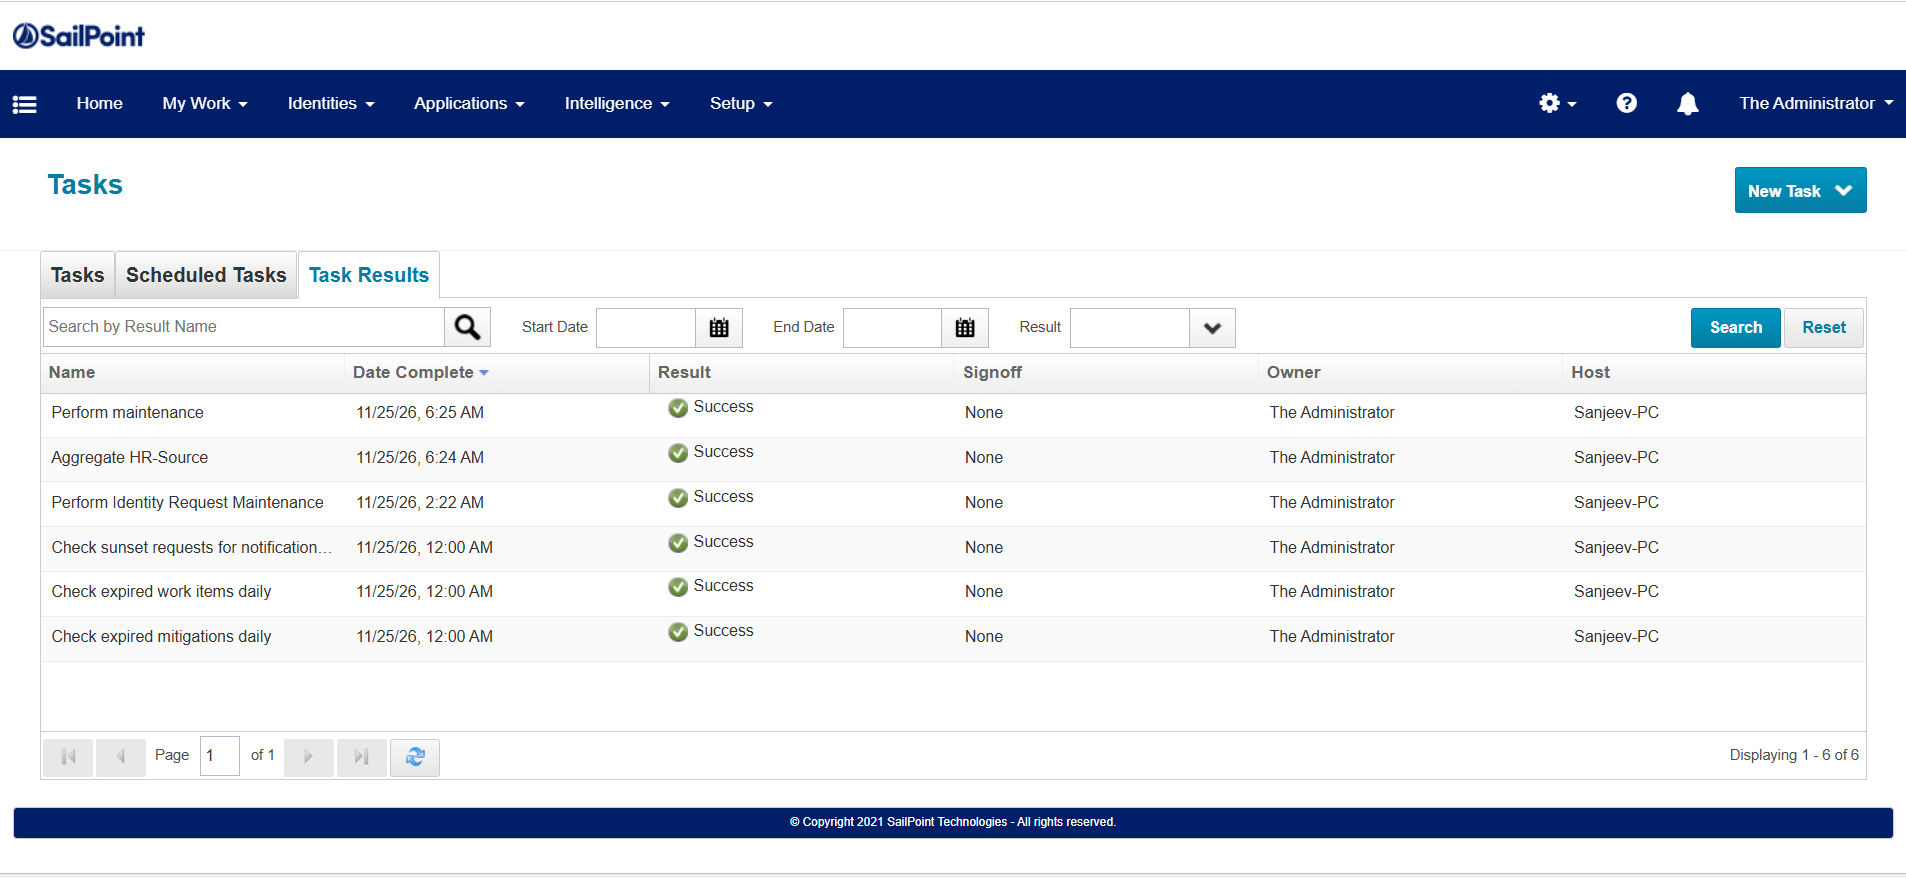 SailPoint
Home My Work Identities Applications Intelligence Setup The Administrator
Tasks
New Task
Tasks Scheduled Tasks Task Results
Search by Result Name Start Date End Date Result Search Reset
Name Date Complete Result Signoff Owner Host
Perform maintenance 11/25/26, 6:25 AM Success None The Administrator Sanjeev-PC
Aggregate HR-Source 11/25/26, 6:24 AM Success None The Administrator Sanjeev-PC
Perform Identity Request Maintenance 11/25/26, 2:22 AM Success None The Administrator Sanjeev-PC
Check sunset requests for notification… 11/25/26, 12:00 AM Success None The Administrator Sanjeev-PC
Check expired work items daily 11/25/26, 12:00 AM Success None The Administrator Sanjeev-PC
Check expired mitigations daily 11/25/26, 12:00 AM Success None The Administrator Sanjeev-PC
Page 1 of 1 Displaying 1 - 6 of 6
© Copyright 2021 SailPoint Technologies - All rights reserved.